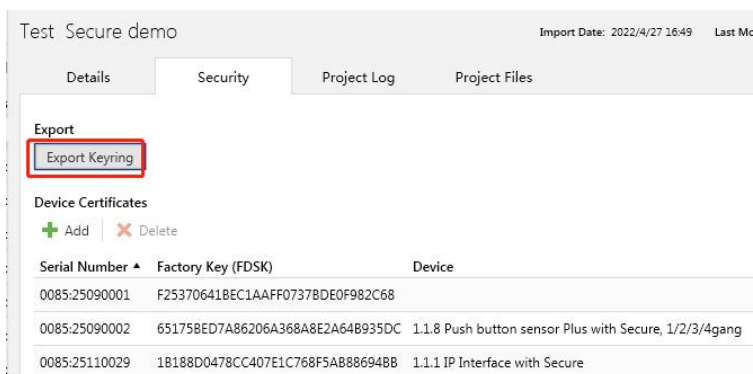 Test Secure demo Import Date: 2022/4/27 16:49 Last Mo
Details Security Project Log Project Files
Export
Export Keyring
Device Certificates
Add Delete
Serial Number Factory Key (FDSK) Device
0085:25090001 F25370641BEC1AAFF0737BDE0F982C68
0085:25090002 65175BED7A86206A368A8E2A64B935DC 1.1.8 Push button sensor Plus with Secure, 1/2/3/4gang
0085:25110029 1B188D0478CC407E1C768F5AB88694BB 1.1.1 IP Interface with Secure